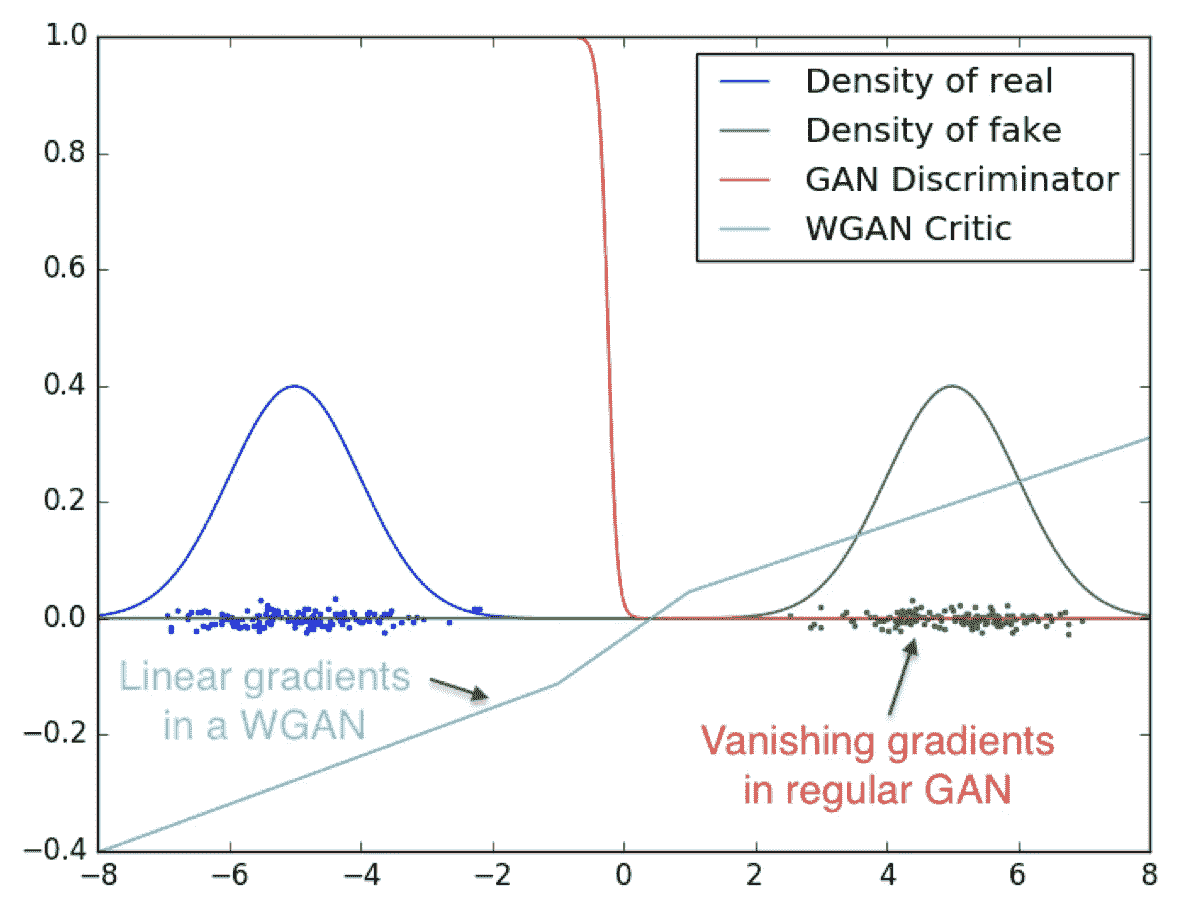 1.0
0.8
0.6
0.4
0.2
0.0
−0.2
−0.4
Density of real
Density of fake
GAN Discriminator
WGAN Critic
Linear gradients
in a WGAN
Vanishing gradients
in regular GAN
−8
−6
−4
−2
0
2
4
6
8